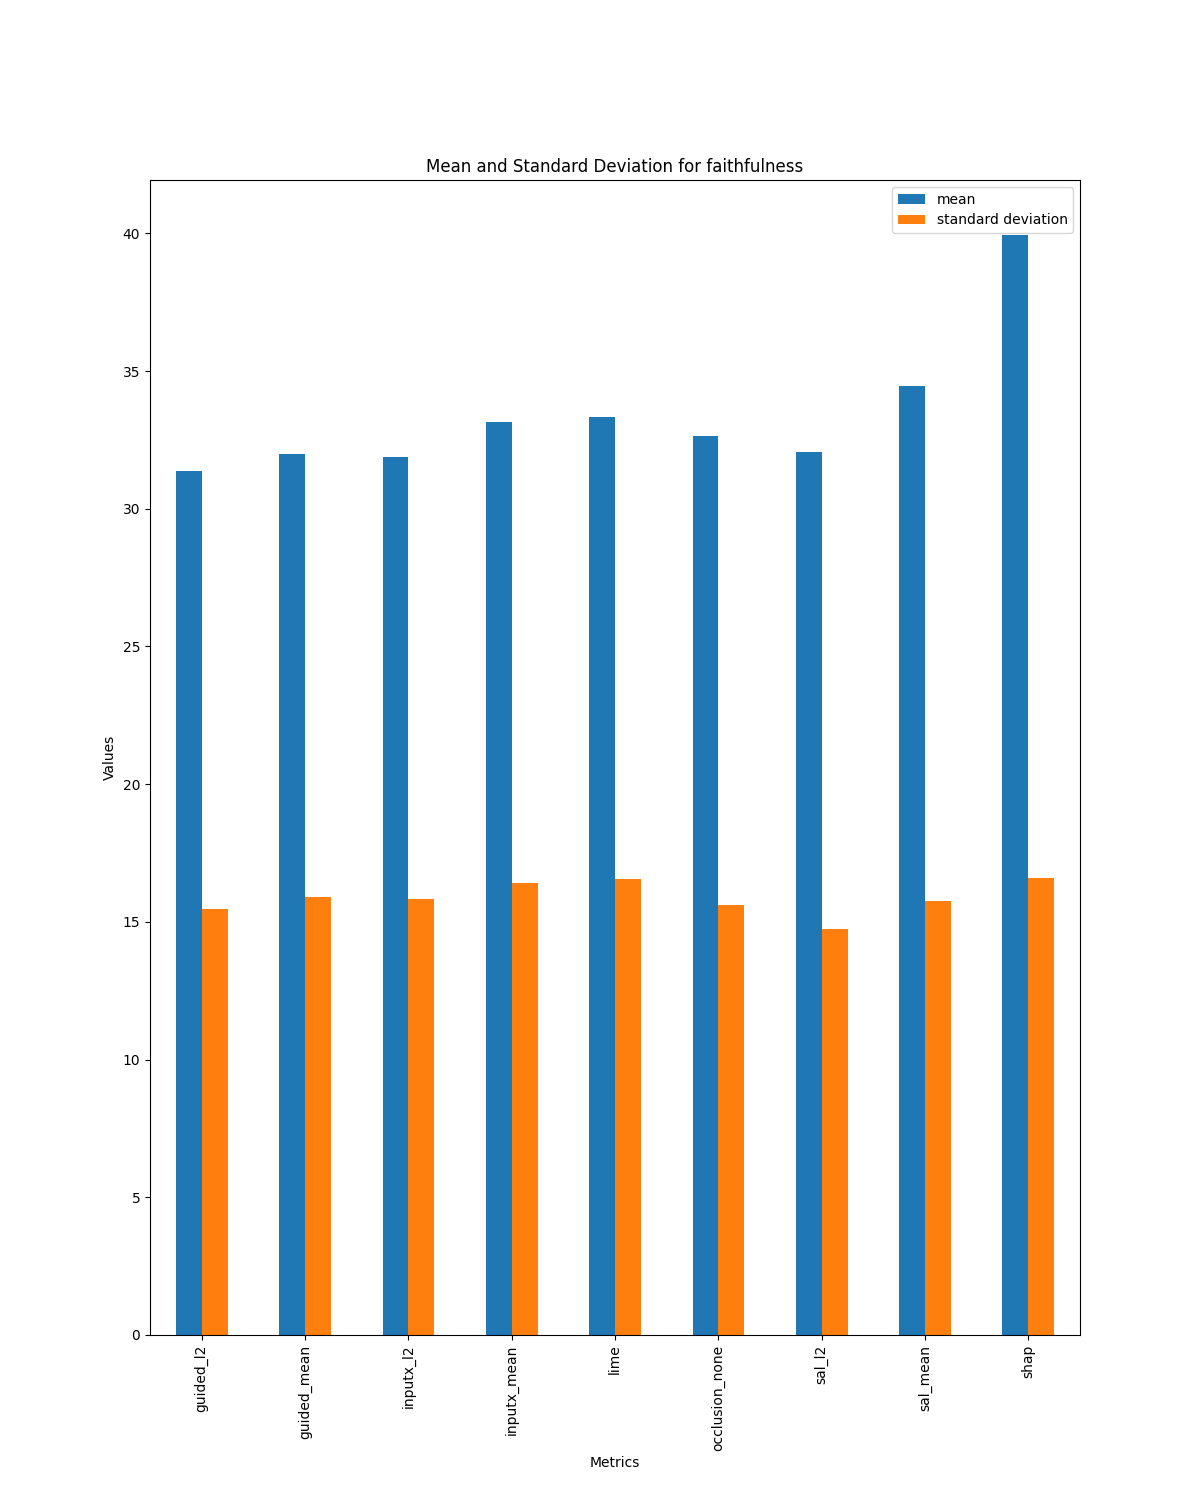 Mean and Standard Deviation for faithfulness
mean
standard deviation
40
35
30
25
20
15
10
5
0
Values
guided_l2
guided_mean
inputx_l2
inputx_mean
lime
occlusion_none
sal_l2
sal_mean
shap
Metrics